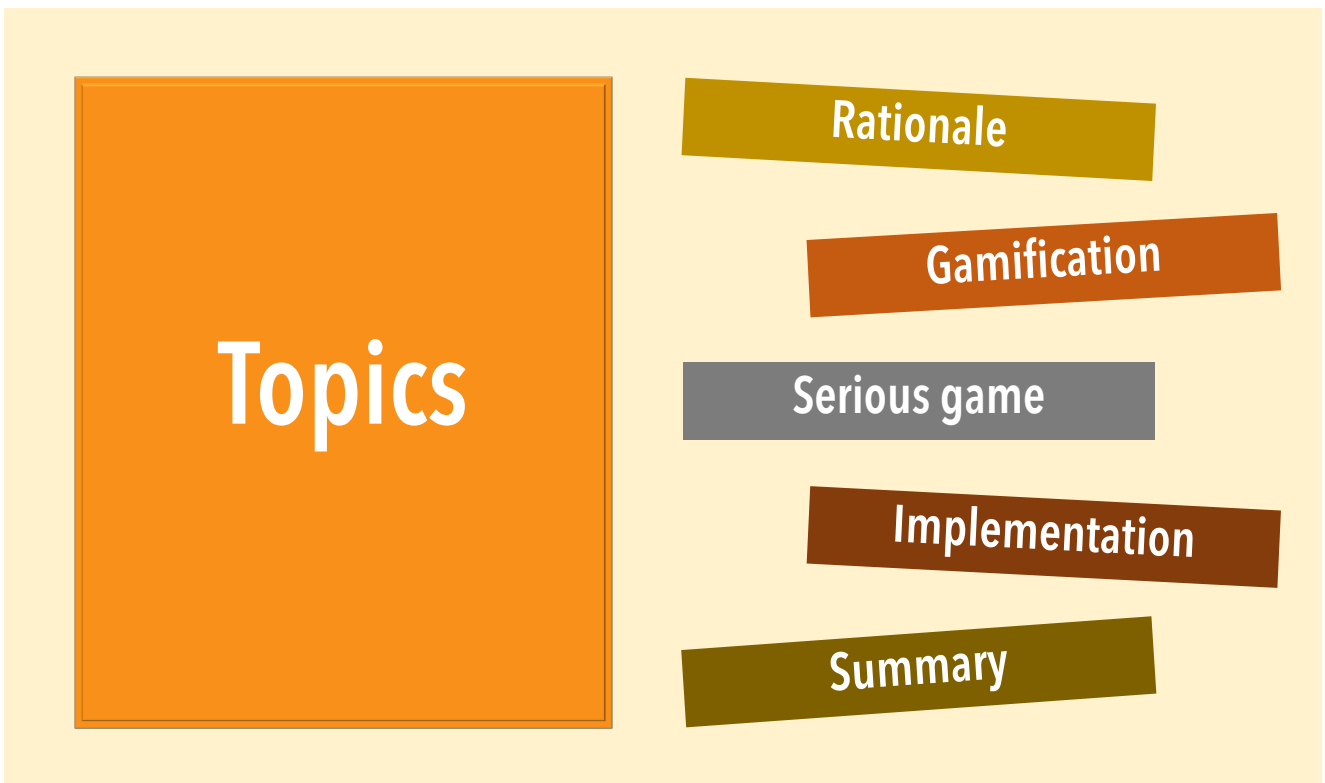 Topics
Rationale
Gamification
Serious game
Implementation
Summary